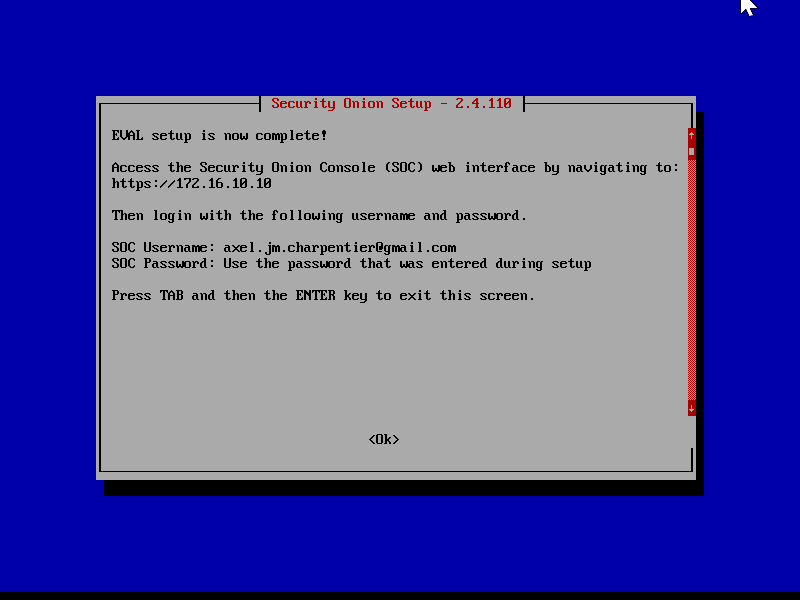 Security Onion Setup - 2.4.110
EVAL setup is now complete!
Access the Security Onion Console (SOC) web interface by navigating to:
https://172.16.10.10
Then login with the following username and password.
SOC Username: axel.jm.charpentier@gmail.com
SOC Password: Use the password that was entered during setup
Press TAB and then the ENTER key to exit this screen.
<Ok>